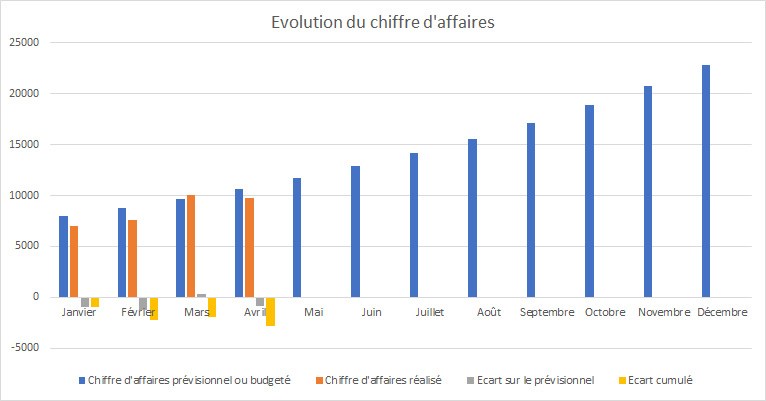 Evolution du chiffre d'affaires
25000
20000
15000
10000
5000
0
-5000
Janvier Février Mars Avril Mai Juin Juillet Août Septembre Octobre Novembre Décembre
Chiffre d'affaires prévisionnel ou budgeté Chiffre d'affaires réalisé Ecart sur le prévisionnel Ecart cumulé